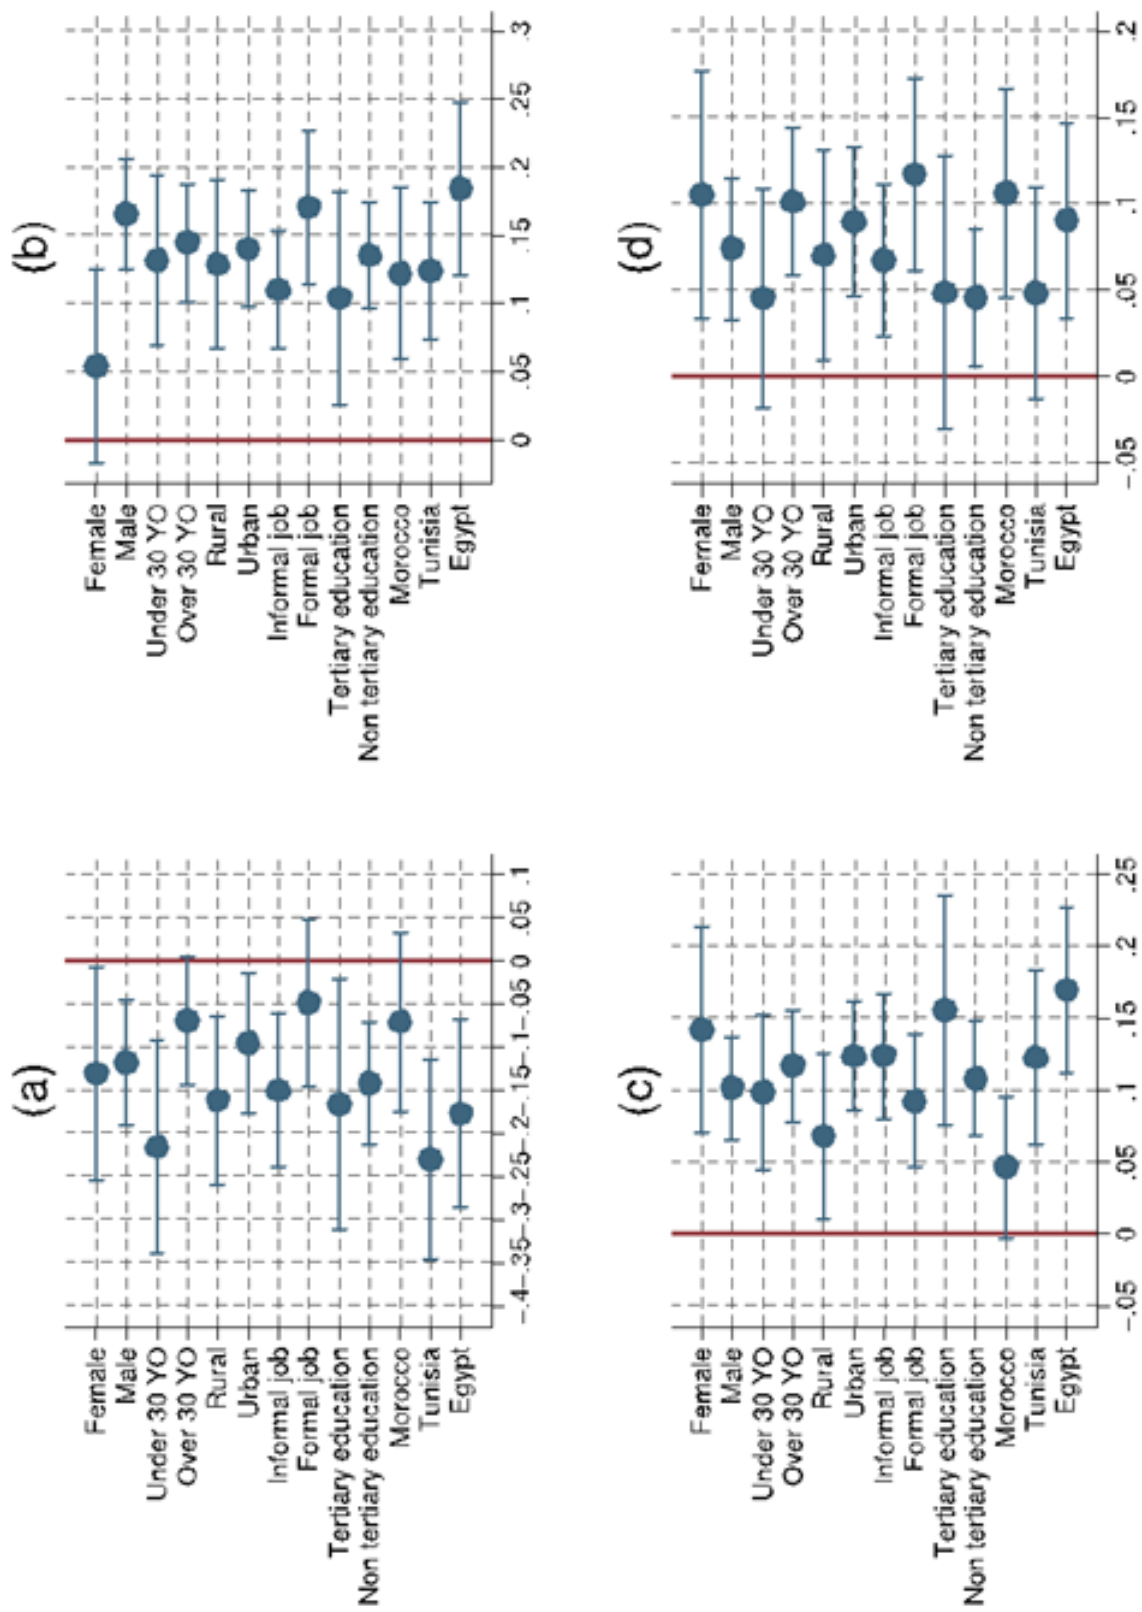 (a)
Female
Male
Under 30 YO
Over 30 YO
Rural
Urban
Informal job
Formal job
Tertiary education
Non tertiary education
Morocco
Tunisia
Egypt
-.4 -.35 -.3 -.25 -.2 -.15 -.1 -.05 0 .05 .1
(b)
Female
Male
Under 30 YO
Over 30 YO
Rural
Urban
Informal job
Formal job
Tertiary education
Non tertiary education
Morocco
Tunisia
Egypt
0 .05 .1 .15 .2 .25 .3
(c)
Female
Male
Under 30 YO
Over 30 YO
Rural
Urban
Informal job
Formal job
Tertiary education
Non tertiary education
Morocco
Tunisia
Egypt
-.05 0 .05 .1 .15 .2 .25
(d)
Female
Male
Under 30 YO
Over 30 YO
Rural
Urban
Informal job
Formal job
Tertiary education
Non tertiary education
Morocco
Tunisia
Egypt
-.05 0 .05 .1 .15 .2